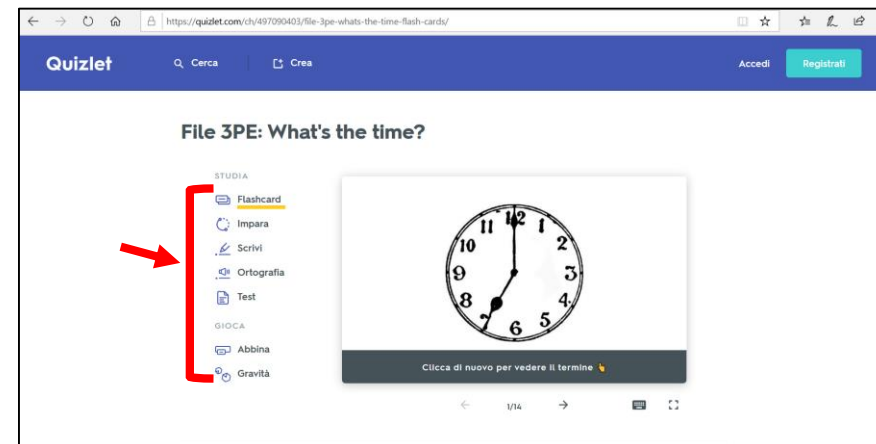 https://quizlet.com/ch/497090403/file-3pe-whats-the-time-flash-cards/
Quizlet Cerca Crea Accedi Registrati
File 3PE: What's the time?
STUDIA
Flashcard
Impara
Scrivi
Ortografia
Test
GIOCA
Abbina
Gravità
12
1
2
3
4
5
6
7
8
9
10
11
Clicca di nuovo per vedere il termine
1/14